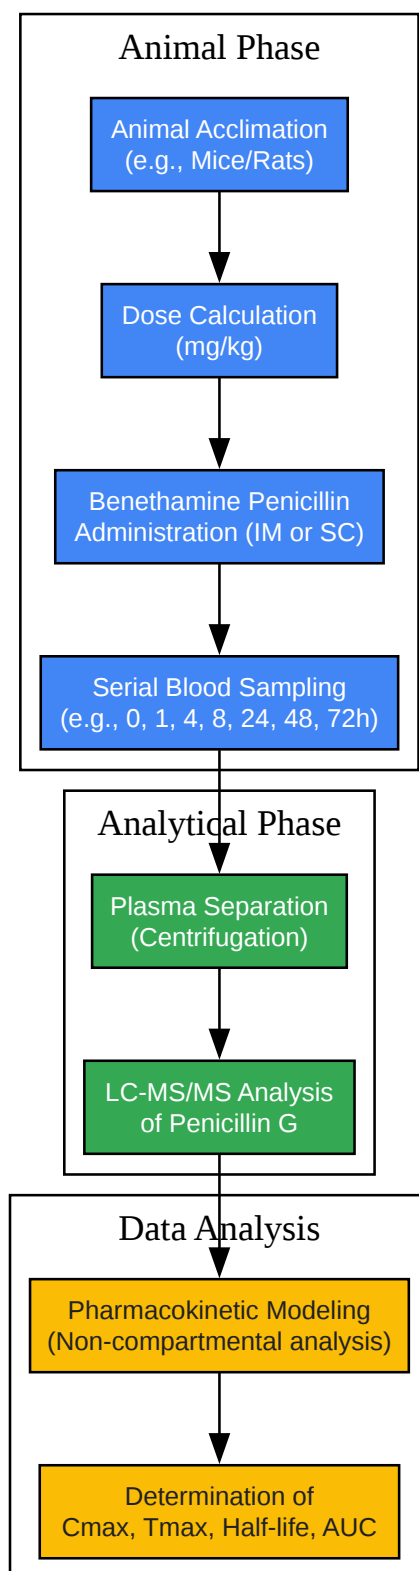 Animal Phase
Animal Acclimation
(e.g., Mice/Rats)
Dose Calculation
(mg/kg)
Benethamine Penicillin
Administration (IM or SC)
Serial Blood Sampling
(e.g., 0, 1, 4, 8, 24, 48, 72h)
Analytical Phase
Plasma Separation
(Centrifugation)
LC-MS/MS Analysis
of Penicillin G
Data Analysis
Pharmacokinetic Modeling
(Non-compartmental analysis)
Determination of
Cmax, Tmax, Half-life, AUC